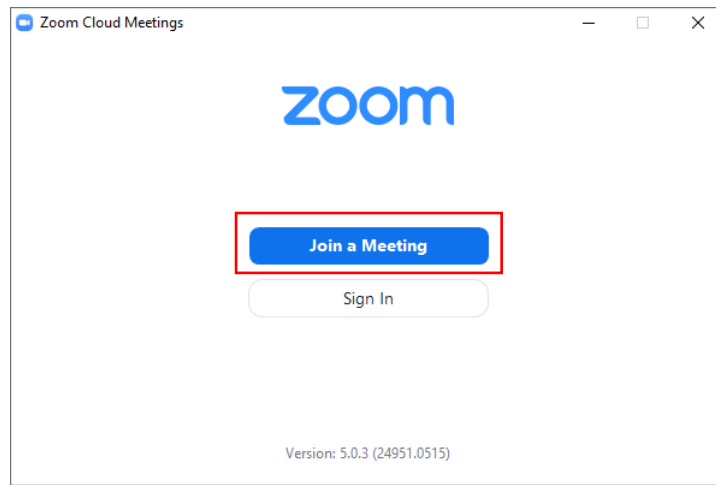 Zoom Cloud Meetings
zoom
Join a Meeting
Sign In
Version: 5.0.3 (24951.0515)